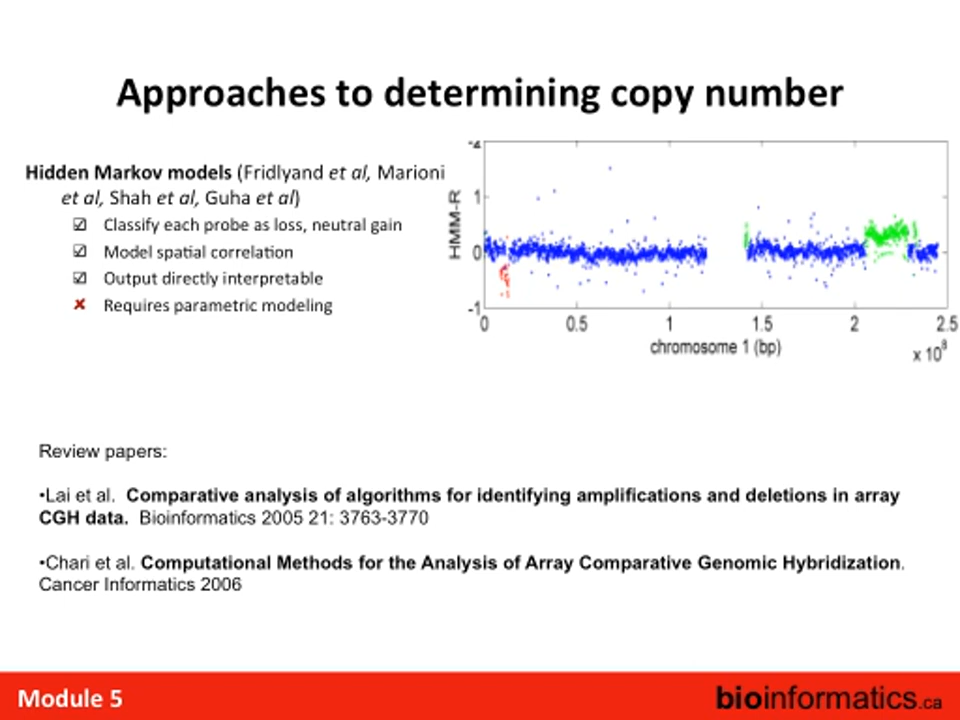 Approaches to determining copy number
Hidden Markov models (Fridlyand et al, Marioni
et al, Shah et al, Guha et al)
☑ Classify each probe as loss, neutral gain
☑ Model spatial correlation
☑ Output directly interpretable
✘ Requires parametric modeling
HMM-R
1
0
-1
0
0.5
1
1.5
2
2.5
chromosome 1 (bp)
x 10^8
Review papers:
•Lai et al. Comparative analysis of algorithms for identifying amplifications and deletions in array
CGH data. Bioinformatics 2005 21: 3763-3770
•Chari et al. Computational Methods for the Analysis of Array Comparative Genomic Hybridization.
Cancer Informatics 2006
Module 5
bioinformatics.ca